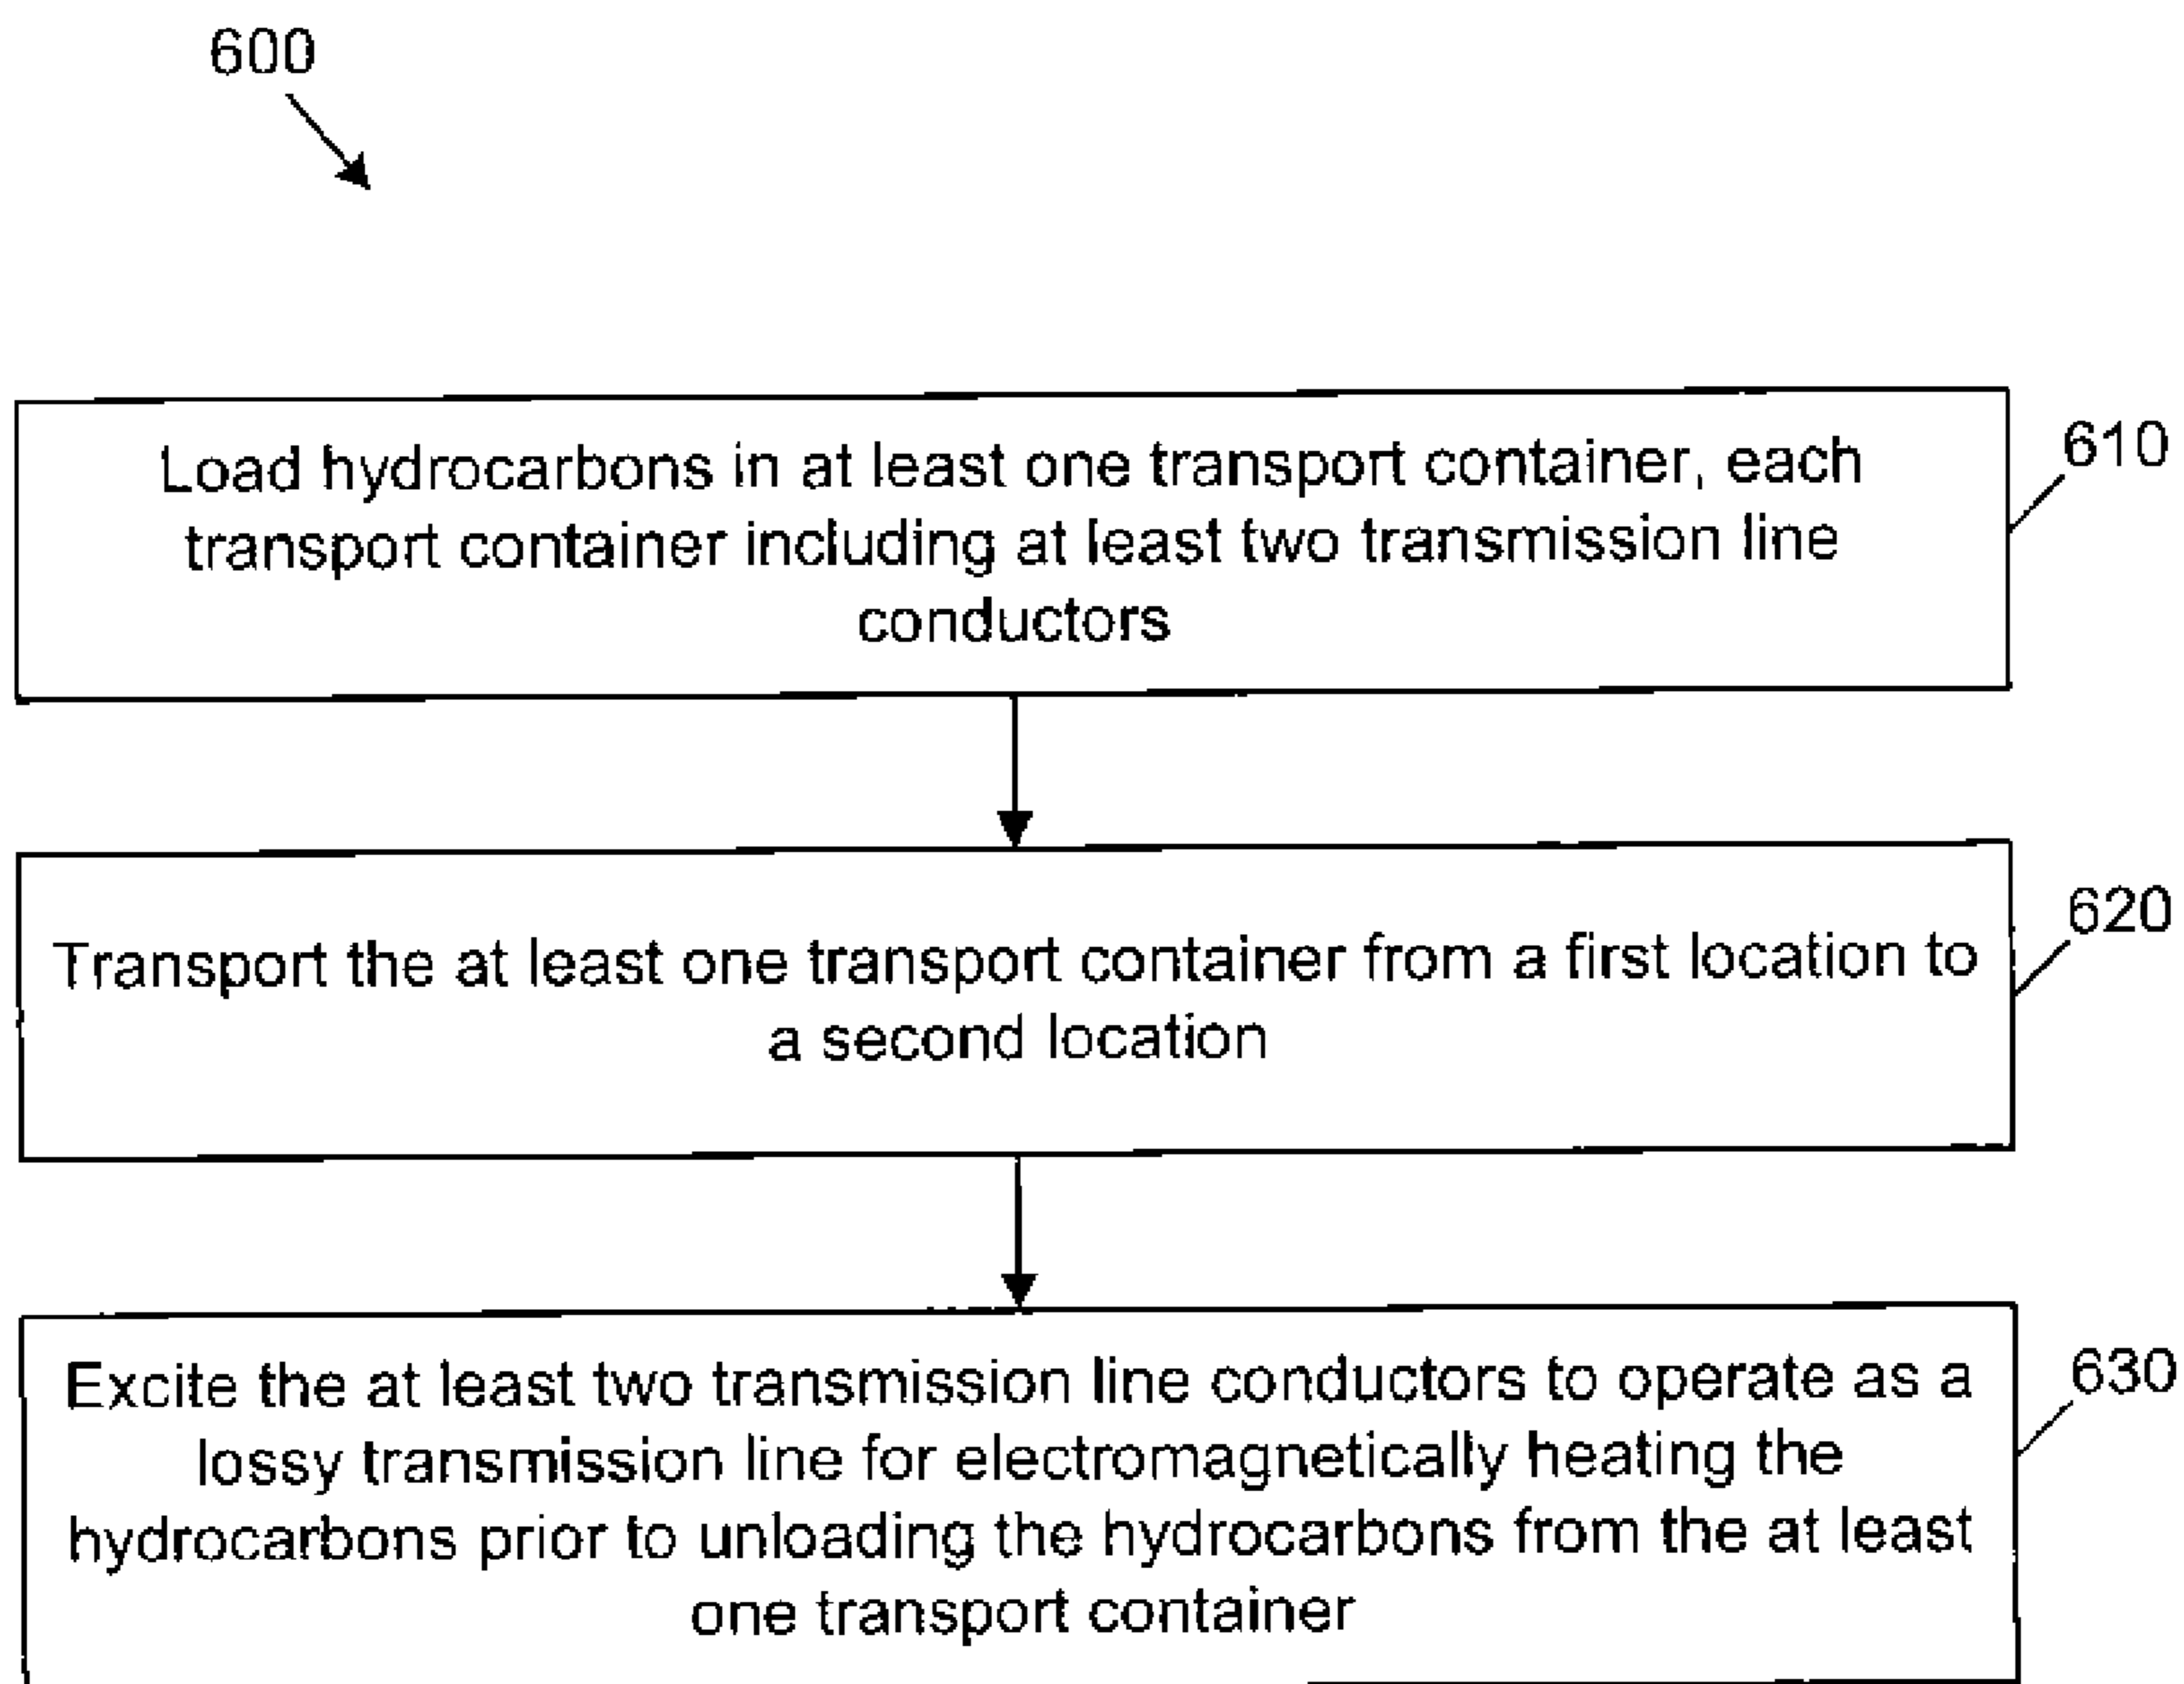 600
Load hydrocarbons in at least one transport container, each
transport container including at least two transmission line
conductors
610
Transport the at least one transport container from a first location to
a second location
620
Excite the at least two transmission line conductors to operate as a
lossy transmission line for electromagnetically heating the
hydrocarbons prior to unloading the hydrocarbons from the at least
one transport container
630